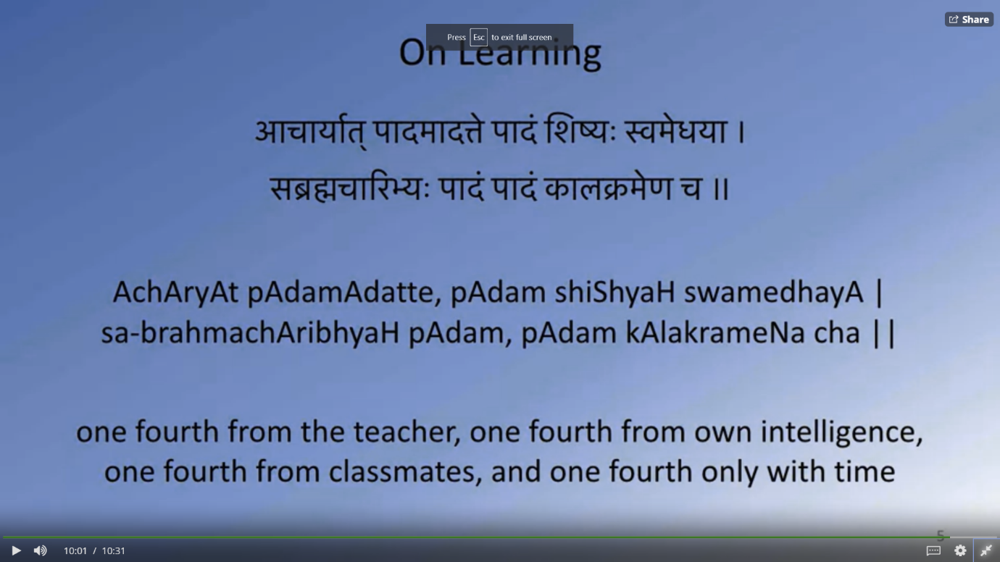 Share
Press Esc to exit full screen
On Learning
आचार्यात् पादमादत्ते पादं शिष्यः स्वमेधया ।
सब्रह्मचारिभ्यः पादं पादं कालक्रमेण च ॥
AchAryAt pAdamAdatte, pAdam shiShyaH swamedhayA |
sa-brahmachAribhyaH pAdam, pAdam kAlakrameNa cha ||
one fourth from the teacher, one fourth from own intelligence,
one fourth from classmates, and one fourth only with time
5
10:01 / 10:31